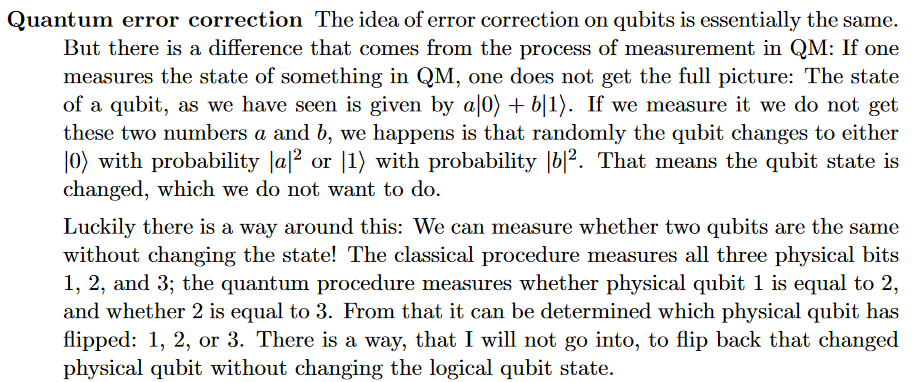 Quantum error correction The idea of error correction on qubits is essentially the same.
But there is a difference that comes from the process of measurement in QM: If one
measures the state of something in QM, one does not get the full picture: The state
of a qubit, as we have seen is given by a|0⟩ + b|1⟩. If we measure it we do not get
these two numbers a and b, we happens is that randomly the qubit changes to either
|0⟩ with probability |a|² or |1⟩ with probability |b|². That means the qubit state is
changed, which we do not want to do.
Luckily there is a way around this: We can measure whether two qubits are the same
without changing the state! The classical procedure measures all three physical bits
1, 2, and 3; the quantum procedure measures whether physical qubit 1 is equal to 2,
and whether 2 is equal to 3. From that it can be determined which physical qubit has
flipped: 1, 2, or 3. There is a way, that I will not go into, to flip back that changed
physical qubit without changing the logical qubit state.